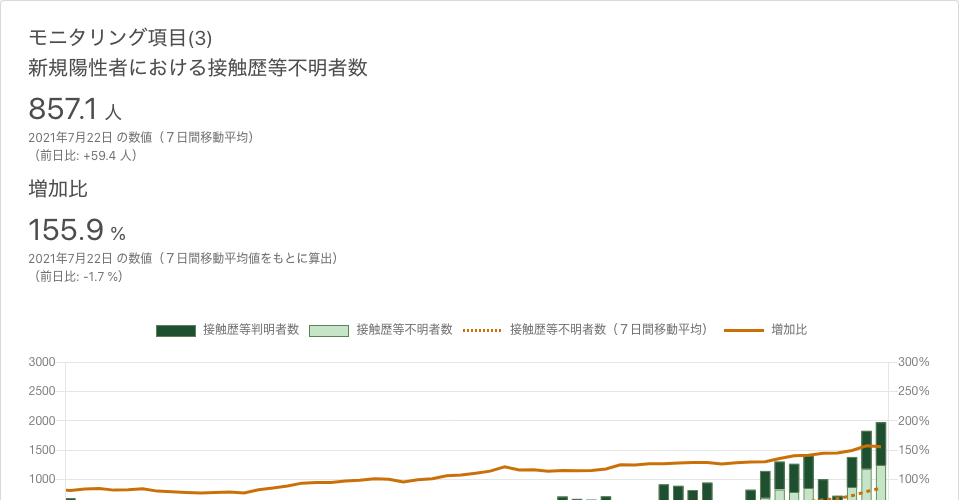 モニタリング項目(3)
新規陽性者における接触歴等不明者数
857.1 人
2021年7月22日 の数値（７日間移動平均）
（前日比: +59.4 人）
増加比
155.9 %
2021年7月22日 の数値（７日間移動平均値をもとに算出）
（前日比: -1.7 %）
接触歴等判明者数 接触歴等不明者数 接触歴等不明者数（７日間移動平均） 増加比
3000 300%
2500 250%
2000 200%
1500 150%
1000 100%